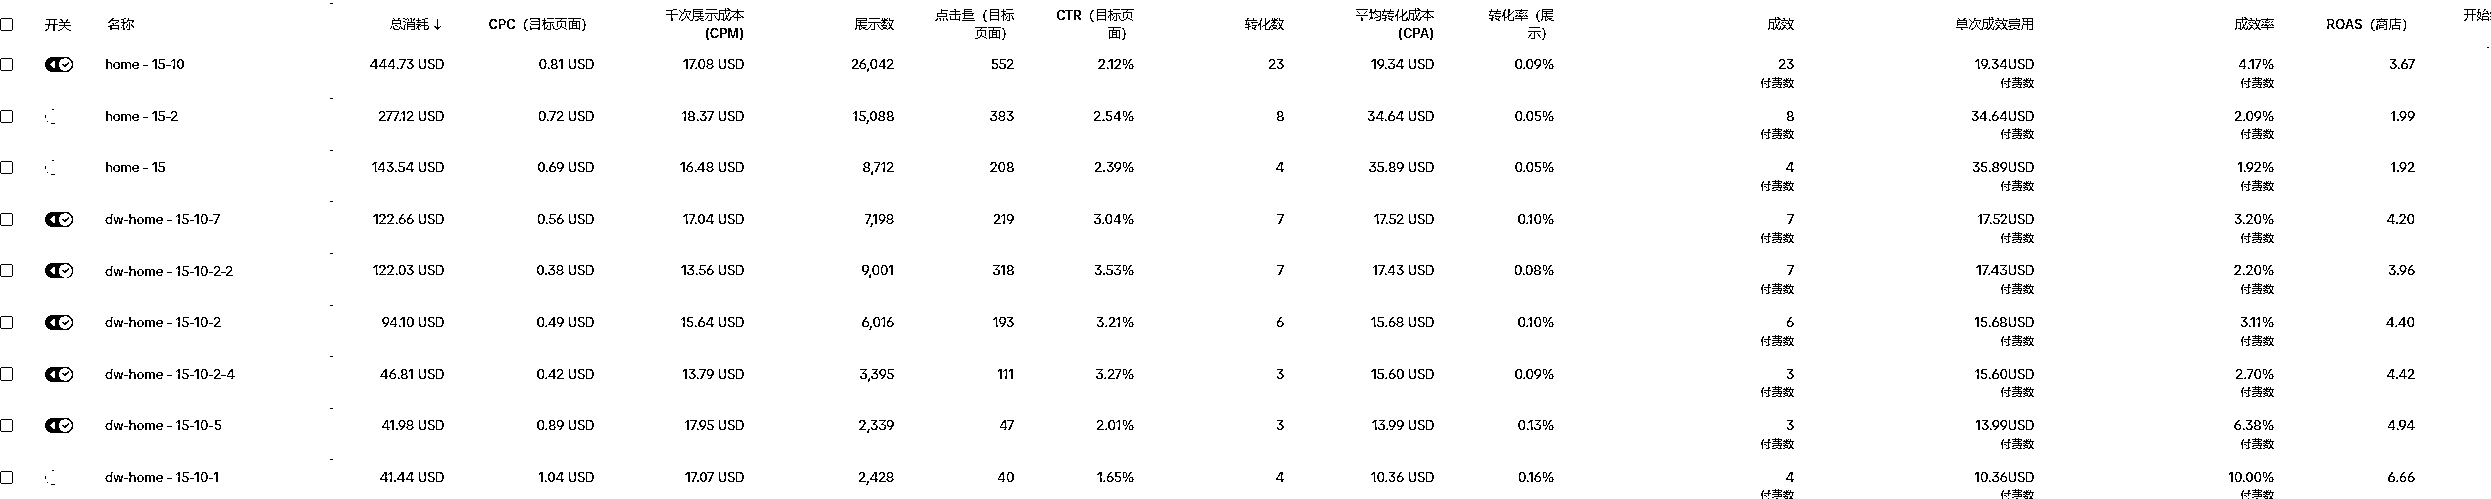 开关 名称 总消耗 ↓ CPC（目标页面） 千次展示成本 (CPM) 展示数 点击量（目标页面） CTR（目标页面） 转化数 平均转化成本 (CPA) 转化率（展示） 成效 单次成效费用 成效率 ROAS（商店） 开始
home - 15-10 444.73 USD 0.81 USD 17.08 USD 26,042 552 2.12% 23 19.34 USD 0.09% 23 19.34USD 4.17% 3.67
付费数 付费数 付费数
home - 15-2 277.12 USD 0.72 USD 18.37 USD 15,088 383 2.54% 8 34.64 USD 0.05% 8 34.64USD 2.09% 1.99
付费数 付费数 付费数
home - 15 143.54 USD 0.69 USD 16.48 USD 8,712 208 2.39% 4 35.89 USD 0.05% 4 35.89USD 1.92% 1.92
付费数 付费数 付费数
dw-home - 15-10-7 122.66 USD 0.56 USD 17.04 USD 7,198 219 3.04% 7 17.52 USD 0.10% 7 17.52USD 3.20% 4.20
付费数 付费数 付费数
dw-home - 15-10-2-2 122.03 USD 0.38 USD 13.56 USD 9,001 318 3.53% 7 17.43 USD 0.08% 7 17.43USD 2.20% 3.96
付费数 付费数 付费数
dw-home - 15-10-2 94.10 USD 0.49 USD 15.64 USD 6,016 193 3.21% 6 15.68 USD 0.10% 6 15.68USD 3.11% 4.40
付费数 付费数 付费数
dw-home - 15-10-2-4 46.81 USD 0.42 USD 13.79 USD 3,395 111 3.27% 3 15.60 USD 0.09% 3 15.60USD 2.70% 4.42
付费数 付费数 付费数
dw-home - 15-10-5 41.98 USD 0.89 USD 17.95 USD 2,339 47 2.01% 3 13.99 USD 0.13% 3 13.99USD 6.38% 4.94
付费数 付费数 付费数
dw-home - 15-10-1 41.44 USD 1.04 USD 17.07 USD 2,428 40 1.65% 4 10.36 USD 0.16% 4 10.36USD 10.00% 6.66
付费数 付费数 付费数